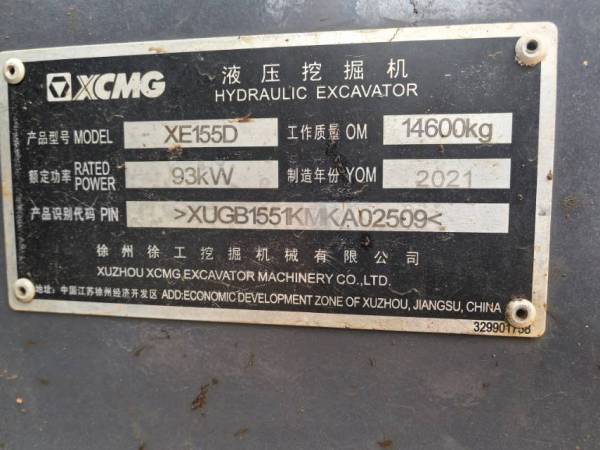 XCMG 液压挖掘机
HYDRAULIC EXCAVATOR
产品型号 MODEL XE155D 工作质量 OM 14600kg
额定功率 RATED POWER 93kW 制造年份 YOM 2021
产品识别代码 PIN >XUGB1551KMKA02509<
徐州徐工挖掘机械有限公司
XUZHOU XCMG EXCAVATOR MACHINERY CO.,LTD.
地址: 中国江苏徐州经济开发区 ADD:ECONOMIC DEVELOPMENT ZONE OF XUZHOU, JIANGSU, CHINA
329901758